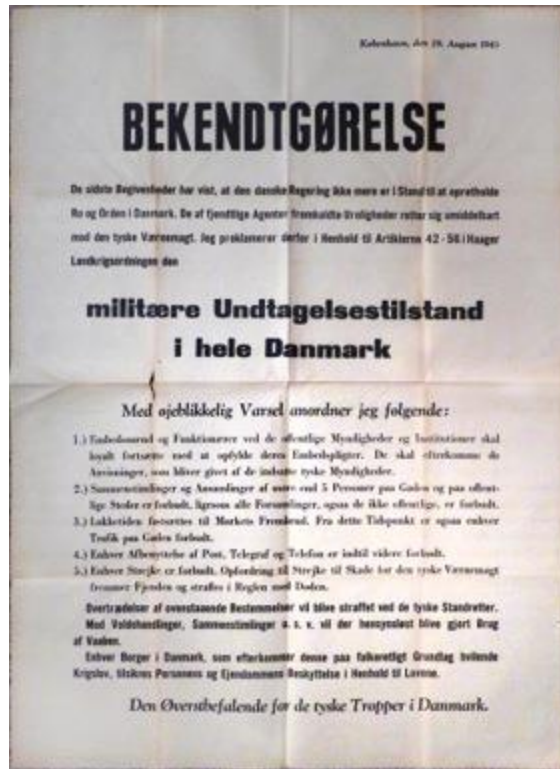 København, den 29. August 1943
BEKENDTGØRELSE
De sidste Begivenheder har vist, at den danske Regering ikke mere er i Stand til at opretholde
Ro og Orden i Danmark. De af fjendtlige Agenter fremkaldte Uroligheder retter sig umiddelbart
mod den tyske Værnemagt. Jeg proklamerer derfor i Henhold til Artiklerne 42-56 i Haager
Landkrigsordningen den
militære Undtagelsestilstand
i hele Danmark
Med øjeblikkelig Varsel anordner jeg følgende:
1.) Embedsmænd og Funktionærer ved de offentlige Myndigheder og Institutioner skal
loyalt fortsætte med at opfylde deres Embedspligter. De skal efterkomme de
Anvisninger, som bliver givet af de indsatte tyske Myndigheder.
2.) Sammenstimlinger og Ansamlinger af mere end 5 Personer paa Gaden og paa offent-
lige Steder er forbudt, ligesom alle Forsamlinger, ogsaa de ikke offentlige, er forbudt.
3.) Lukketiden fastsættes til Mørkets Frembrud. Fra dette Tidspunkt er ogsaa enhver
Trafik paa Gaden forbudt.
4.) Enhver Afbenyttelse af Post, Telegraf og Telefon er indtil videre forbudt.
5.) Enhver Strejke er forbudt. Opfordring til Strejke til Skade for den tyske Værnemagt
fremmer Fjenden og straffes i Reglen med Døden.
Overtrædelser af ovenstaaende Bestemmelser vil blive straffet ved de tyske Standretter.
Mod Voldshandlinger, Sammenstimlinger o. s. v. vil der hensynsløst blive gjort Brug
af Vaaben.
Enhver Borger i Danmark, som efterkommer denne paa folkeretligt Grundlag hvilende
Krigslov, tilsikres Personens og Ejendommens Beskyttelse i Henhold til Lovene.
Den Øverstbefalende for de tyske Tropper i Danmark.